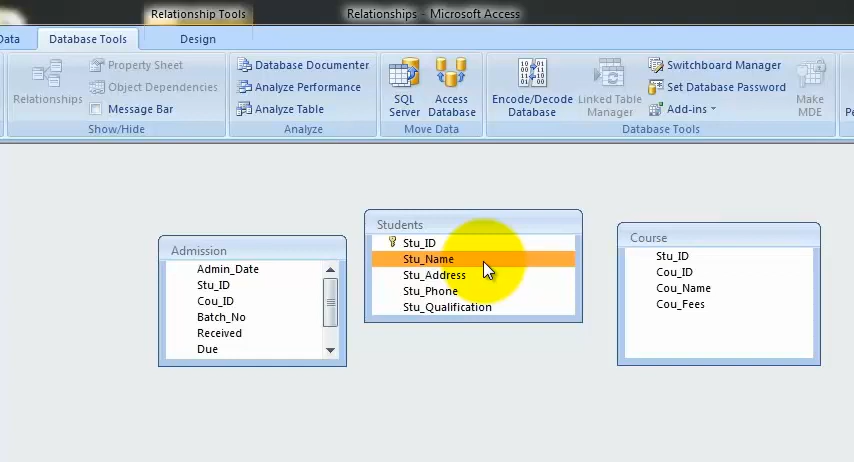 Relationship Tools
Relationships - Microsoft Access
Data
Database Tools
Design
Relationships
Property Sheet
Object Dependencies
Message Bar
Show/Hide
Database Documenter
Analyze Performance
Analyze Table
Analyze
SQL
Server
Access
Database
Move Data
Encode/Decode
Database
Linked Table
Manager
Switchboard Manager
Set Database Password
Add-ins
Make
MDE
Database Tools
Admission
Admin_Date
Stu_ID
Cou_ID
Batch_No
Received
Due
Students
Stu_ID
Stu_Name
Stu_Address
Stu_Phone
Stu_Qualification
Course
Stu_ID
Cou_ID
Cou_Name
Cou_Fees